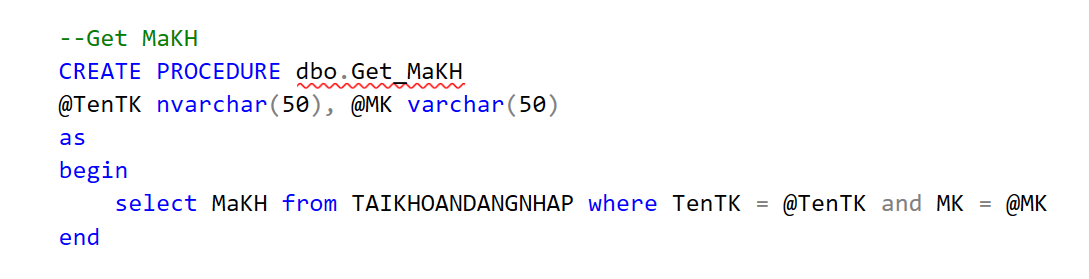 --Get MaKH
CREATE PROCEDURE dbo.Get_MaKH
@TenTK nvarchar(50), @MK varchar(50)
as
begin
select MaKH from TAIKHOANDANGNHAP where TenTK = @TenTK and MK = @MK
end